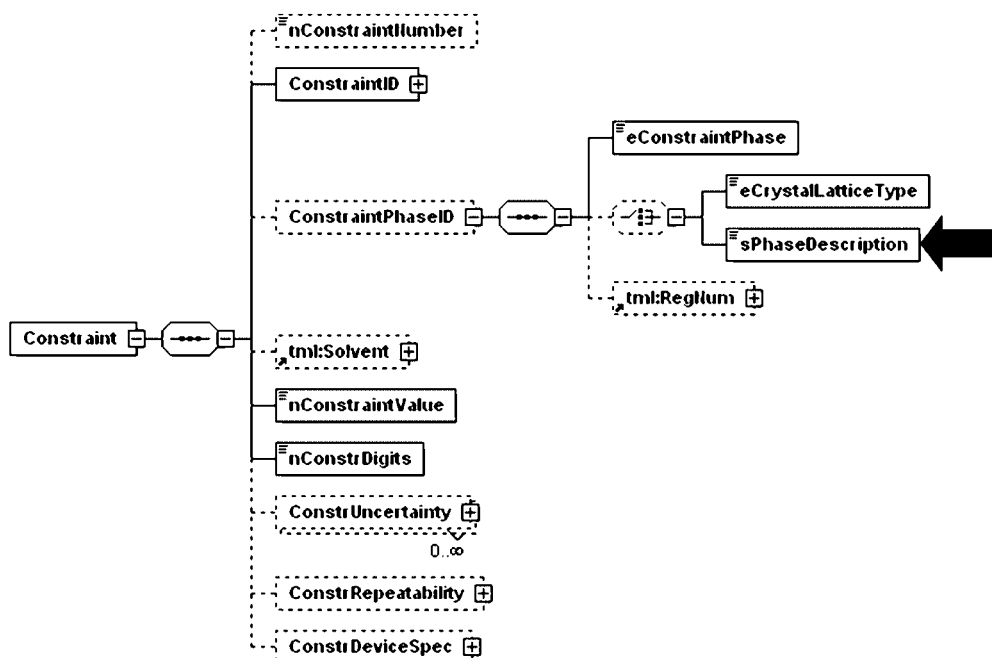 nConstraintNumber
ConstraintID
eConstraintPhase
eCrystalLatticeType
ConstraintPhaseID
sPhaseDescription
tml:RegNum
Constraint
tml:Solvent
nConstraintValue
nConstrDigits
ConstrUncertainty
0..∞
ConstrRepeatability
ConstrDeviceSpec